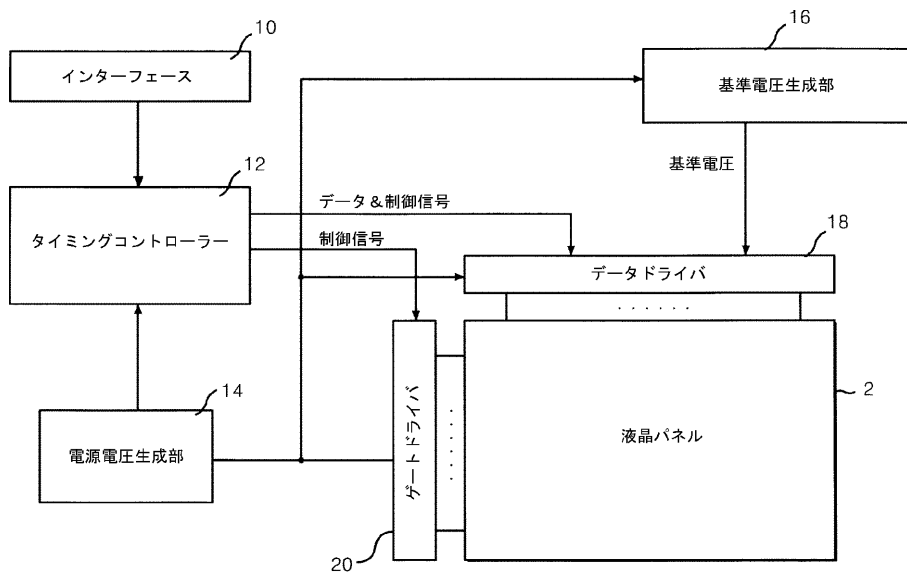 10
インターフェース
16
基準電圧生成部
12
タイミングコントローラー
データ&制御信号
制御信号
基準電圧
18
データドライバ
14
電源電圧生成部
ゲートドライバ
20
液晶パネル
2